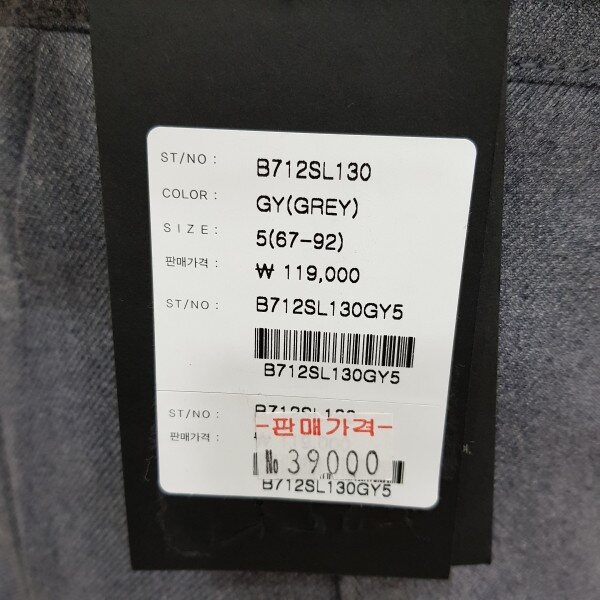 ST/NO : B712SL130
COLOR : GY(GREY)
SIZE : 5(67-92)
판매가격 : ₩ 119,000
ST/NO : B712SL130GY5
B712SL130GY5
ST/NO :
판매가격 :
-판매가격-
№ 39000
B712SL130GY5